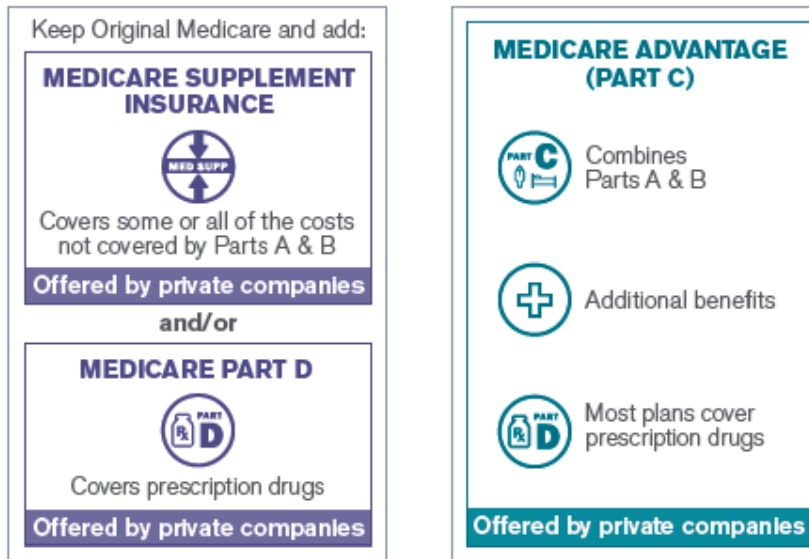 Keep Original Medicare and add:
MEDICARE SUPPLEMENT
INSURANCE
MED SUPP
Covers some or all of the costs
not covered by Parts A & B
Offered by private companies
and/or
MEDICARE PART D
Rx PART
D
Covers prescription drugs
Offered by private companies
MEDICARE ADVANTAGE
(PART C)
PART C
Combines
Parts A & B
Additional benefits
Rx PART
D
Most plans cover
prescription drugs
Offered by private companies